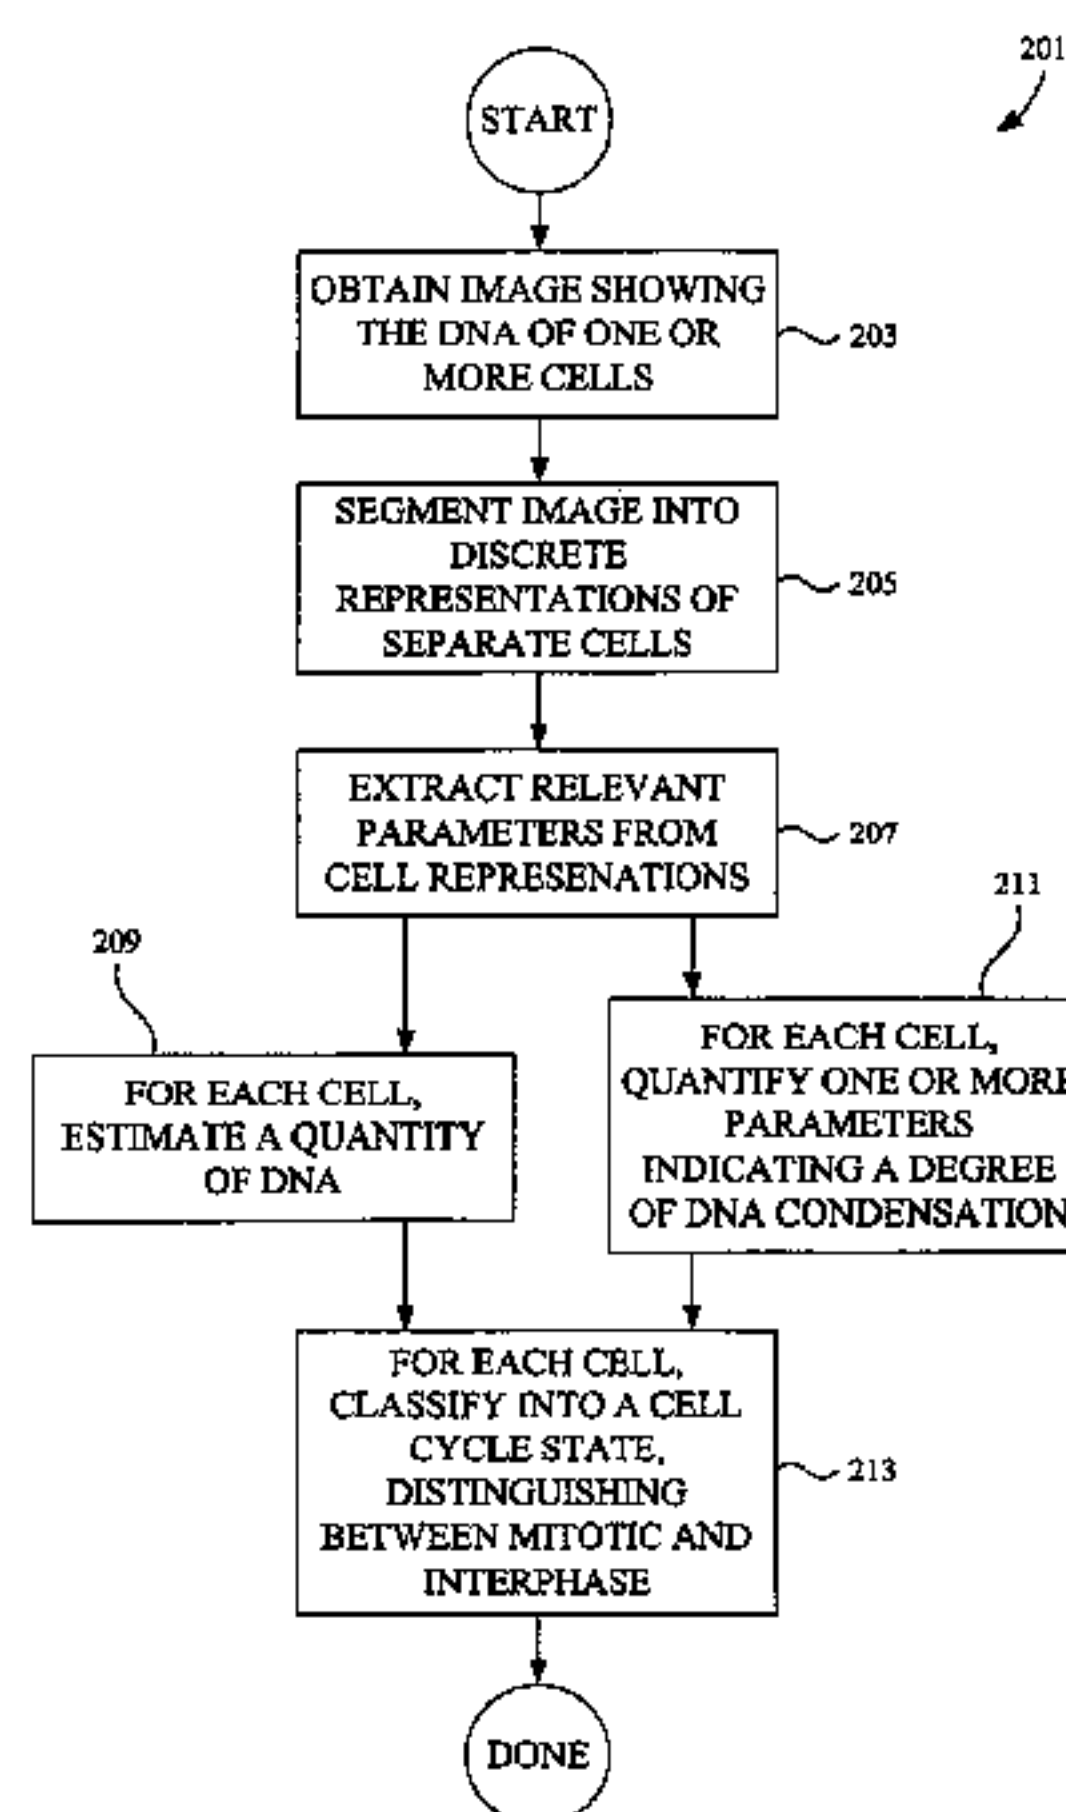 201
START
OBTAIN IMAGE SHOWING
THE DNA OF ONE OR
MORE CELLS
203
SEGMENT IMAGE INTO
DISCRETE
REPRESENTATIONS OF
SEPARATE CELLS
205
EXTRACT RELEVANT
PARAMETERS FROM
CELL REPRESENATIONS
207
209
FOR EACH CELL,
ESTIMATE A QUANTITY
OF DNA
211
FOR EACH CELL,
QUANTIFY ONE OR MORE
PARAMETERS
INDICATING A DEGREE
OF DNA CONDENSATION
FOR EACH CELL,
CLASSIFY INTO A CELL
CYCLE STATE,
DISTINGUISHING
BETWEEN MITOTIC AND
INTERPHASE
213
DONE